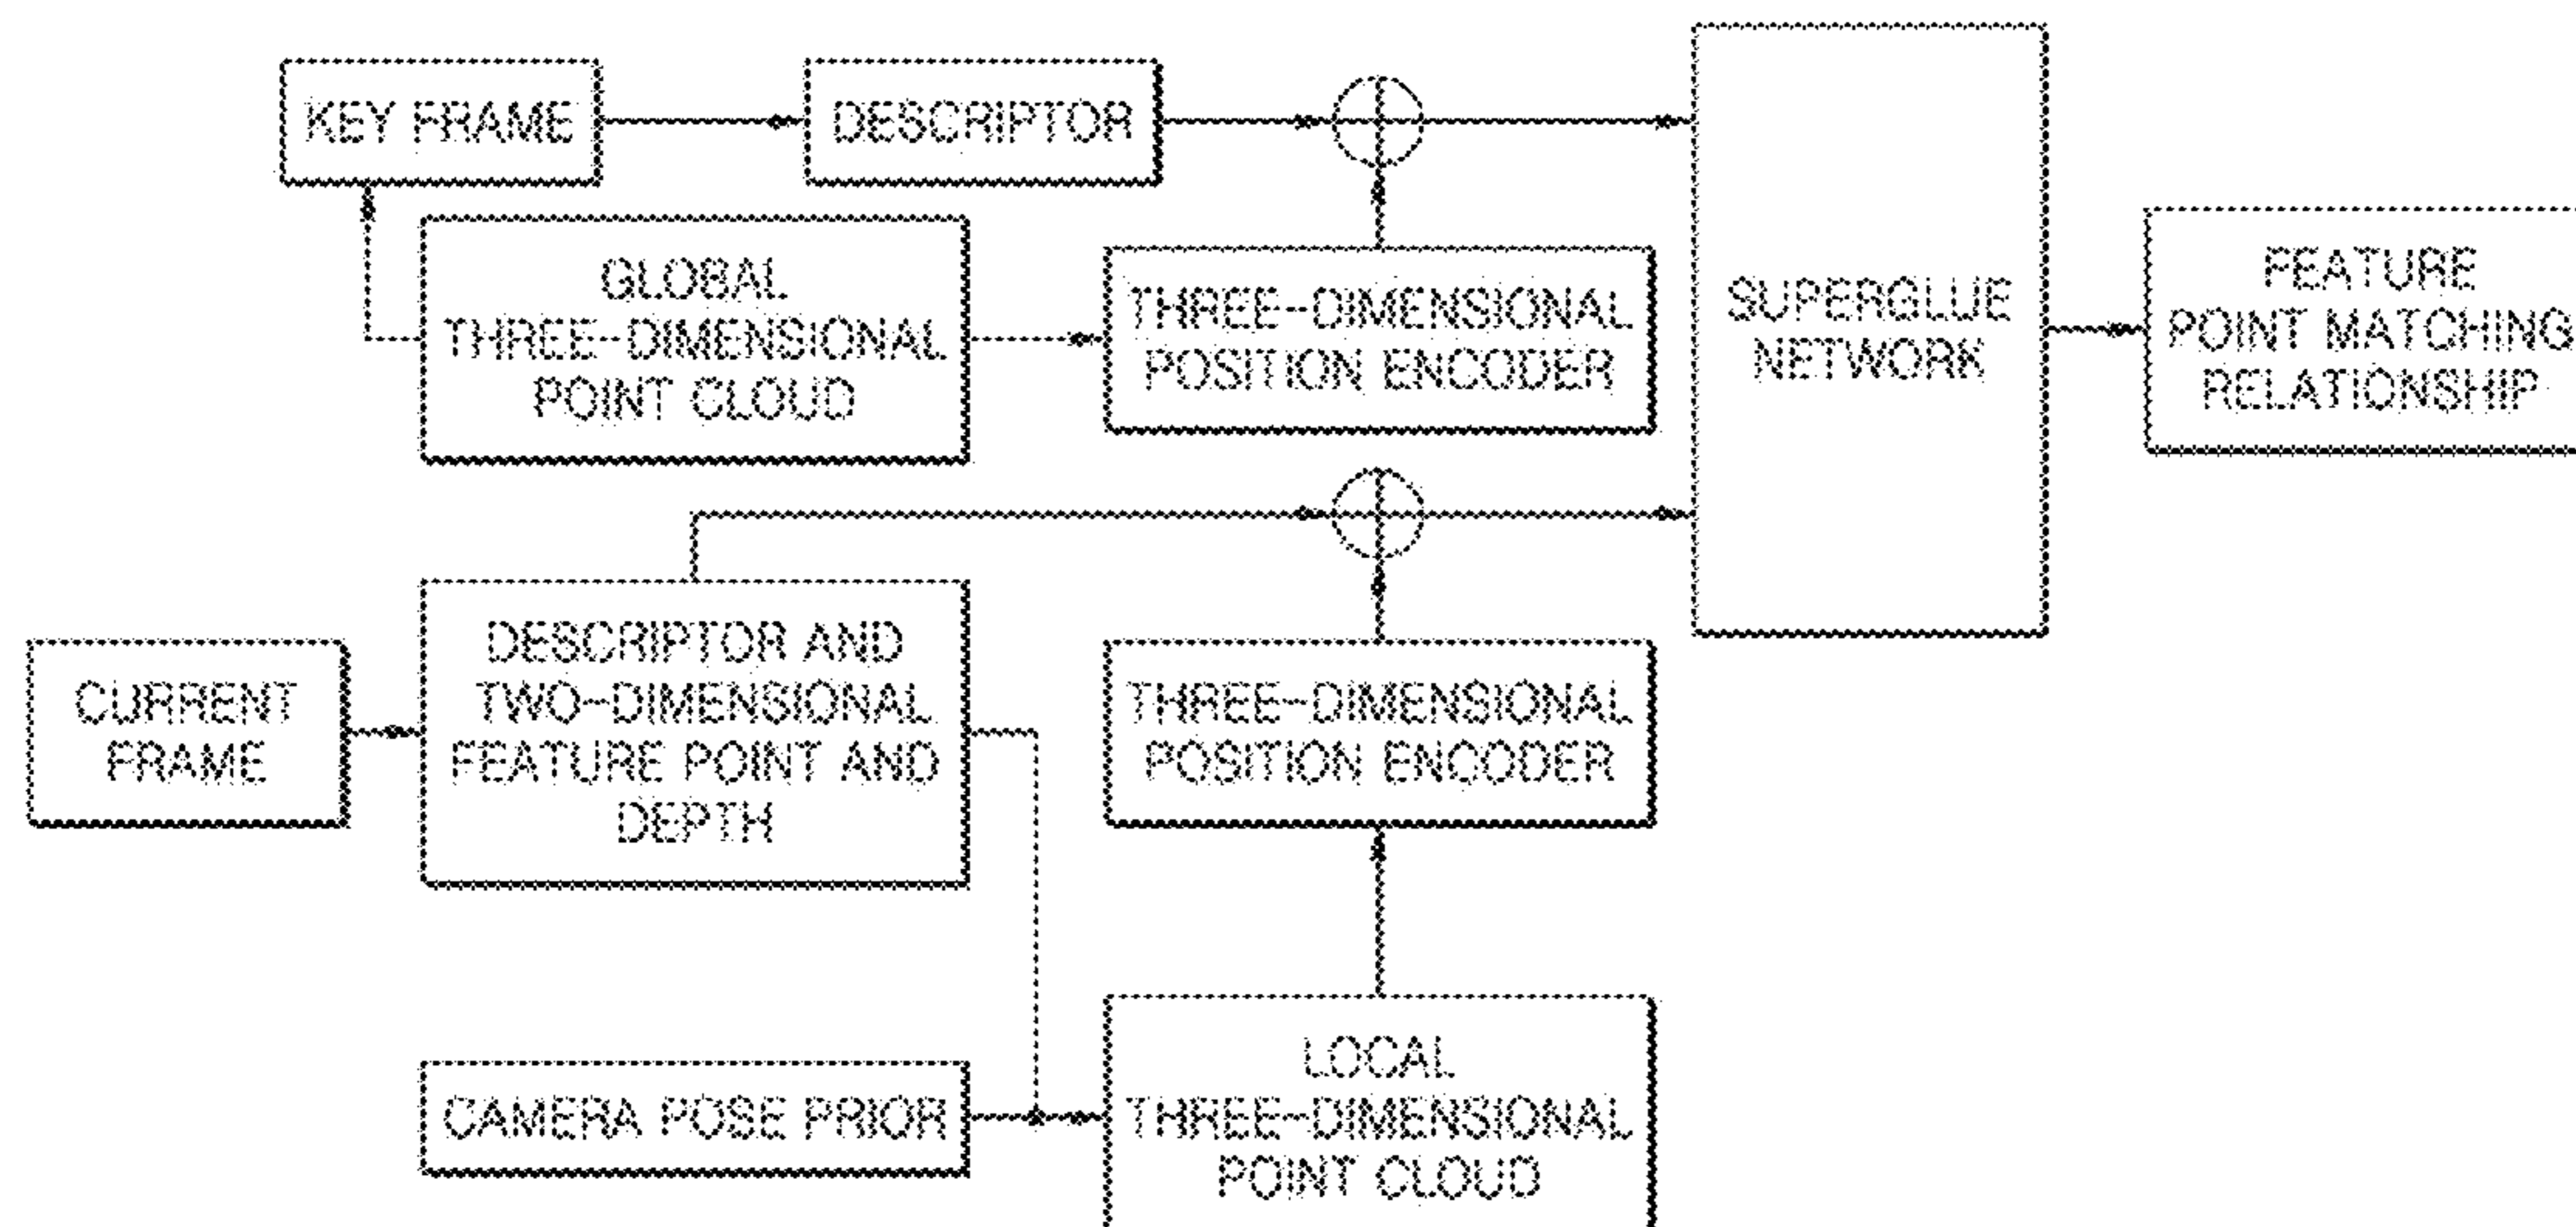 KEY FRAME
DESCRIPTOR
GLOBAL
THREE-DIMENSIONAL
POINT CLOUD
THREE-DIMENSIONAL
POSITION ENCODER
SUPERGLUE
NETWORK
FEATURE
POINT MATCHING
RELATIONSHIP
CURRENT
FRAME
DESCRIPTOR AND
TWO-DIMENSIONAL
FEATURE POINT AND
DEPTH
THREE-DIMENSIONAL
POSITION ENCODER
CAMERA POSE PRIOR
LOCAL
THREE-DIMENSIONAL
POINT CLOUD